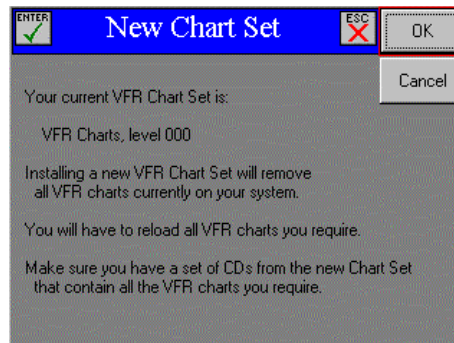 ENTER
New Chart Set
ESC
OK
Cancel
Your current VFR Chart Set is:
VFR Charts, level 000
Installing a new VFR Chart Set will remove
all VFR charts currently on your system.
You will have to reload all VFR charts you require.
Make sure you have a set of CDs from the new Chart Set
that contain all the VFR charts you require.